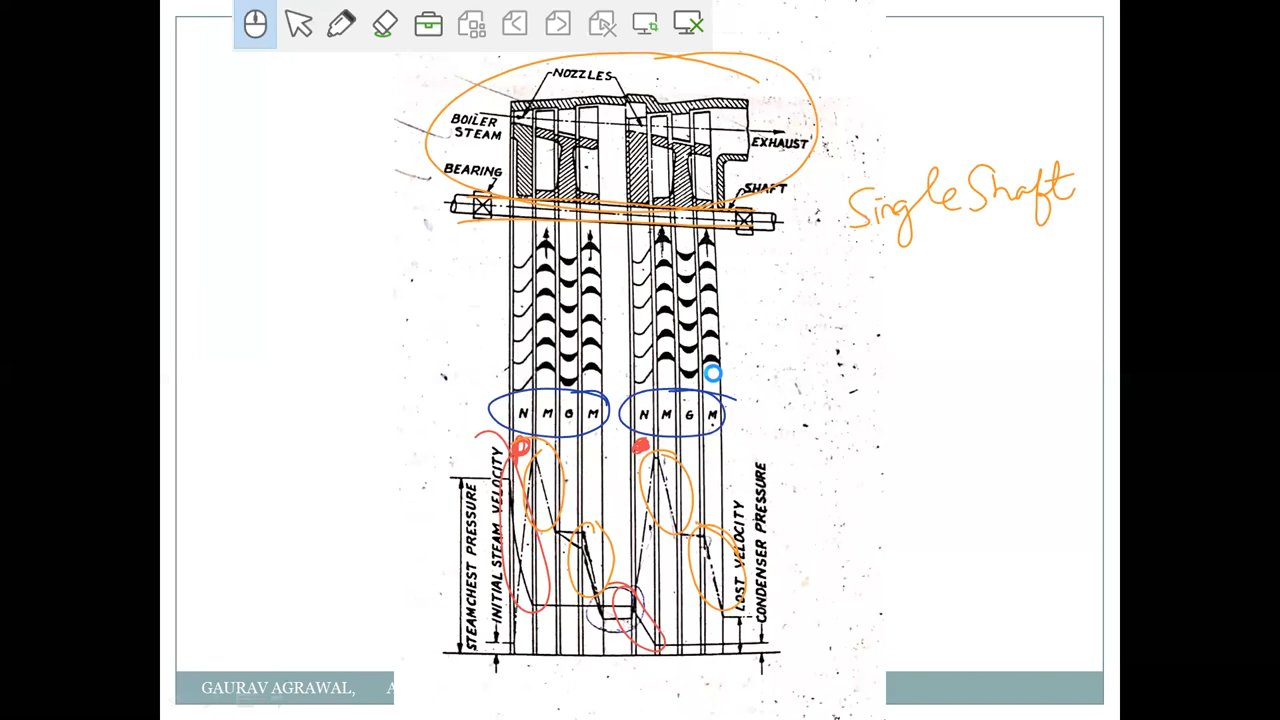 NOZZLES
BOILER
STEAM
EXHAUST
BEARING
SHAFT
Single Shaft
N M G M N M G M
STEAMCHEST PRESSURE
INITIAL STEAM VELOCITY
LOST VELOCITY
CONDENSER PRESSURE
GAURAV AGRAWAL, A